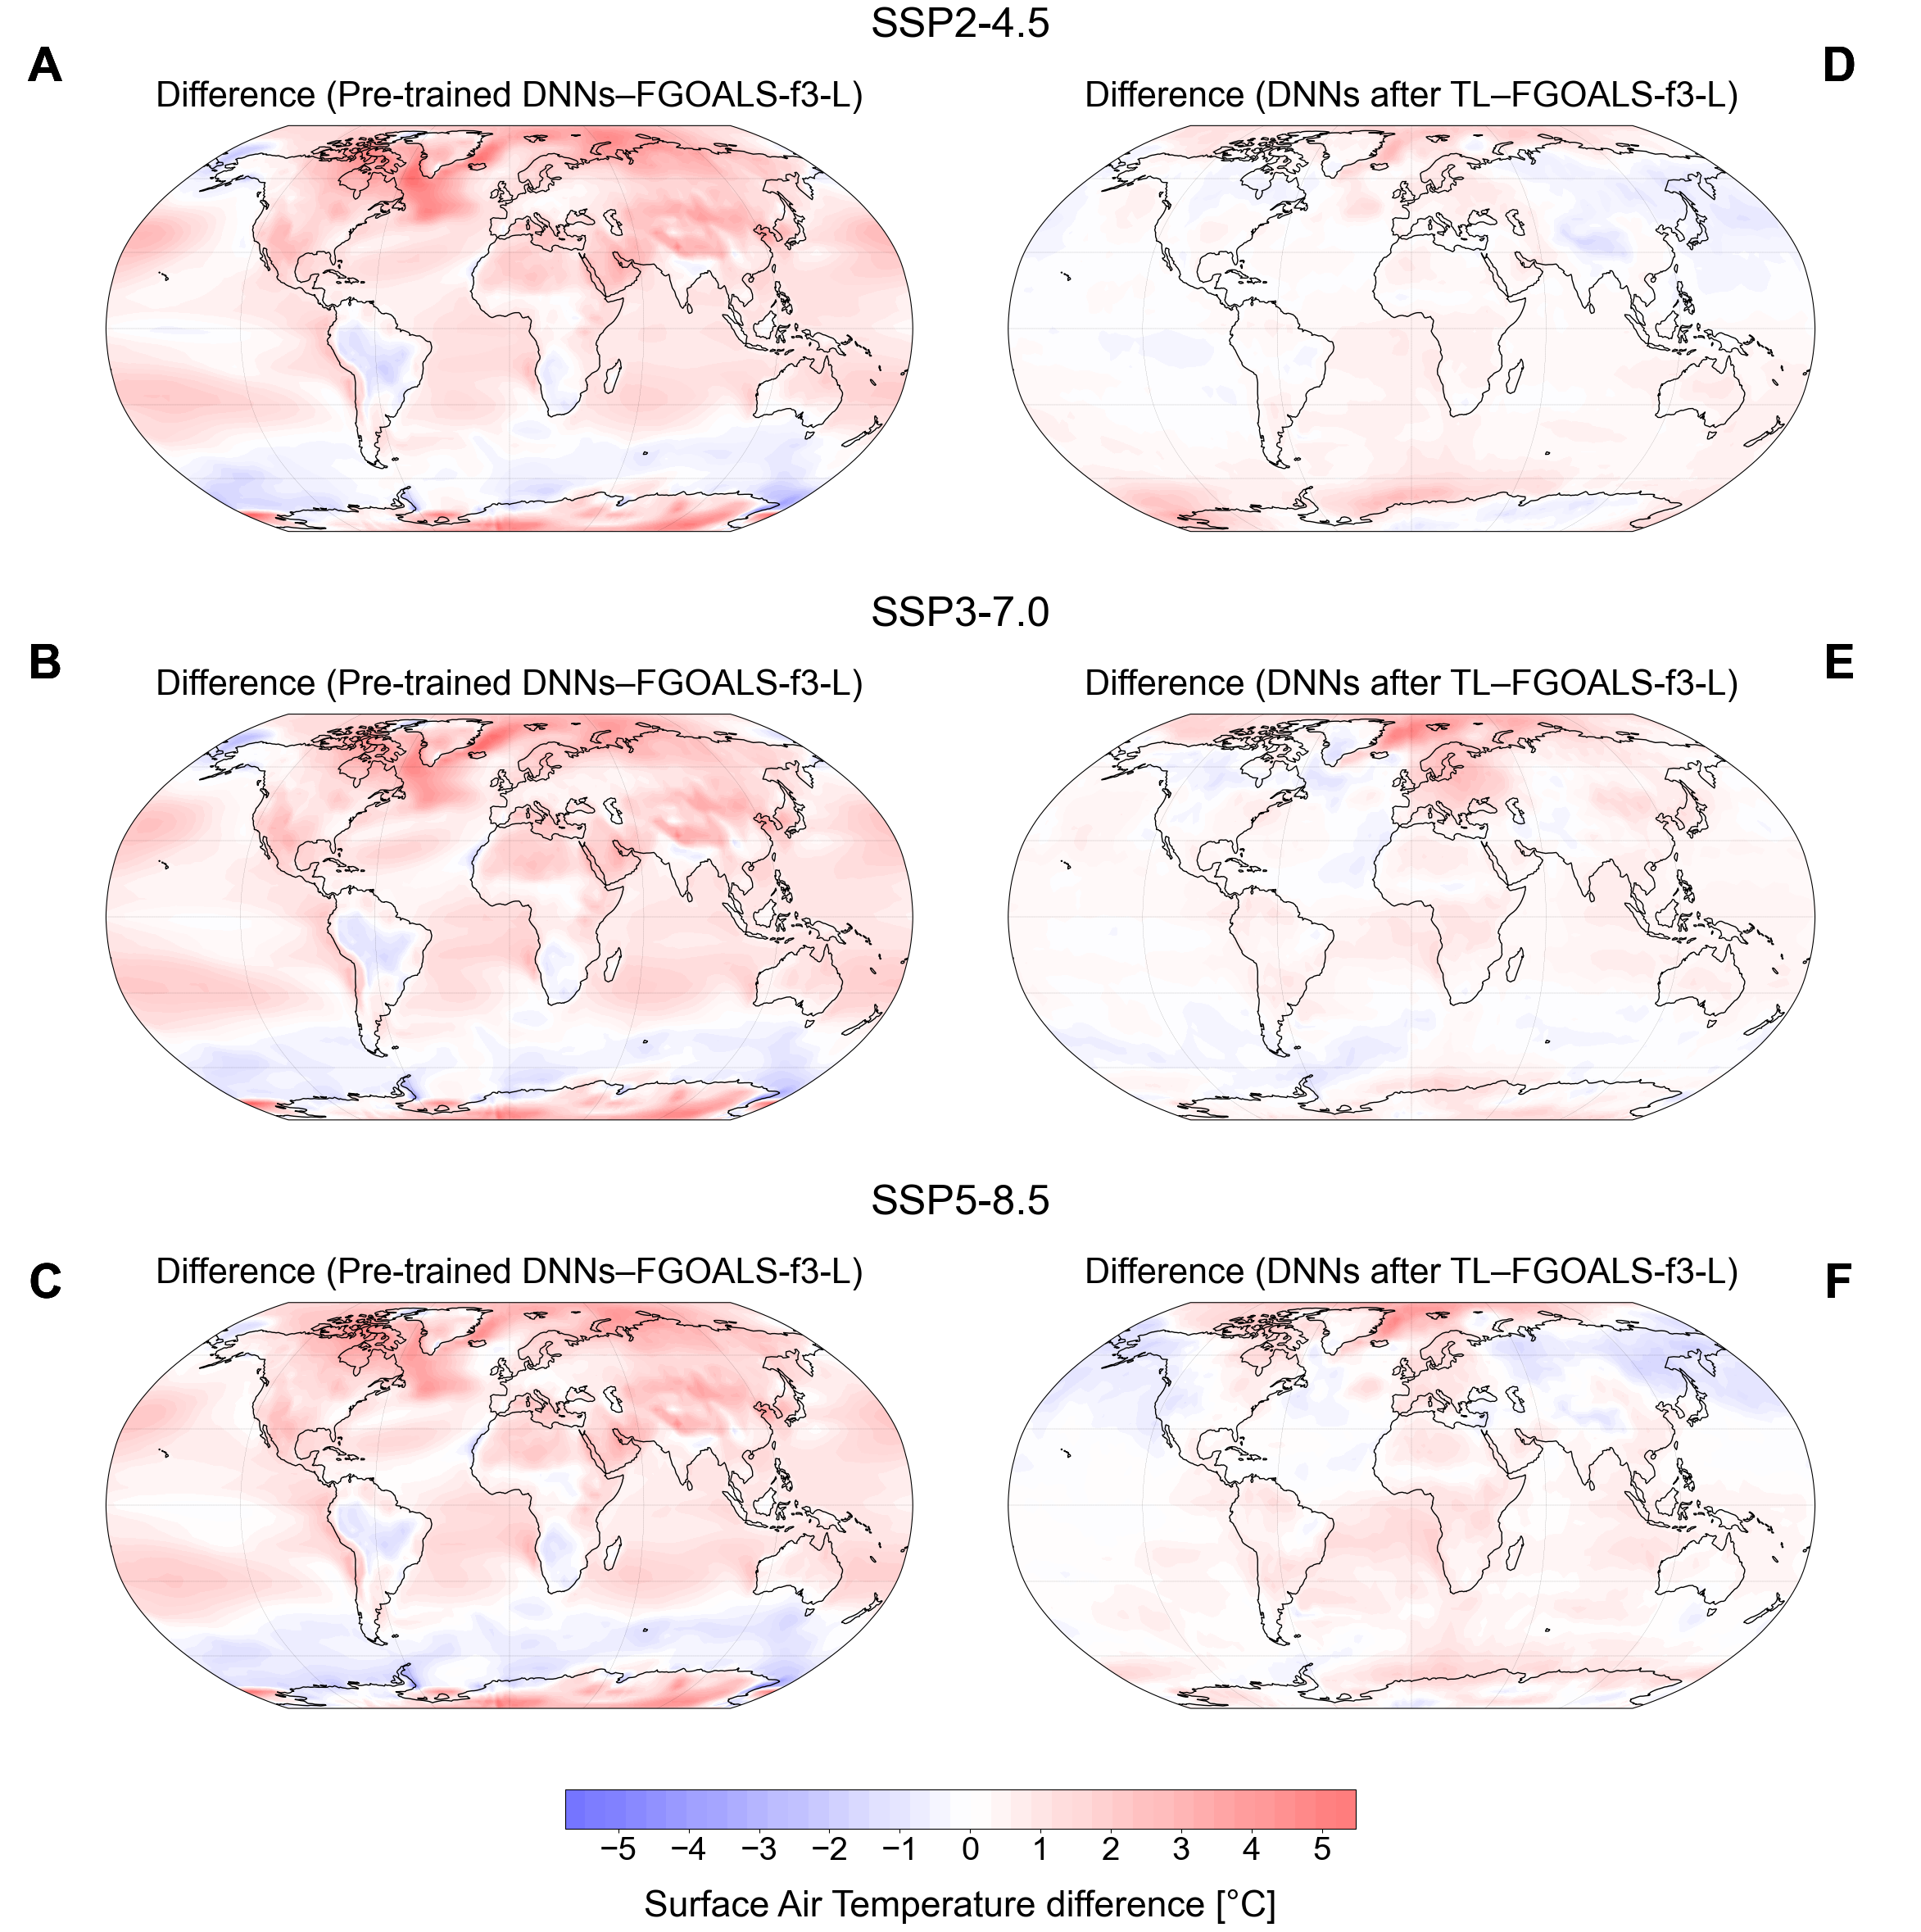 SSP2-4.5
A
D
Difference (Pre-trained DNNs–FGOALS-f3-L)
Difference (DNNs after TL–FGOALS-f3-L)
SSP3-7.0
B
E
Difference (Pre-trained DNNs–FGOALS-f3-L)
Difference (DNNs after TL–FGOALS-f3-L)
SSP5-8.5
C
F
Difference (Pre-trained DNNs–FGOALS-f3-L)
Difference (DNNs after TL–FGOALS-f3-L)
−5 −4 −3 −2 −1 0 1 2 3 4 5
Surface Air Temperature difference [°C]